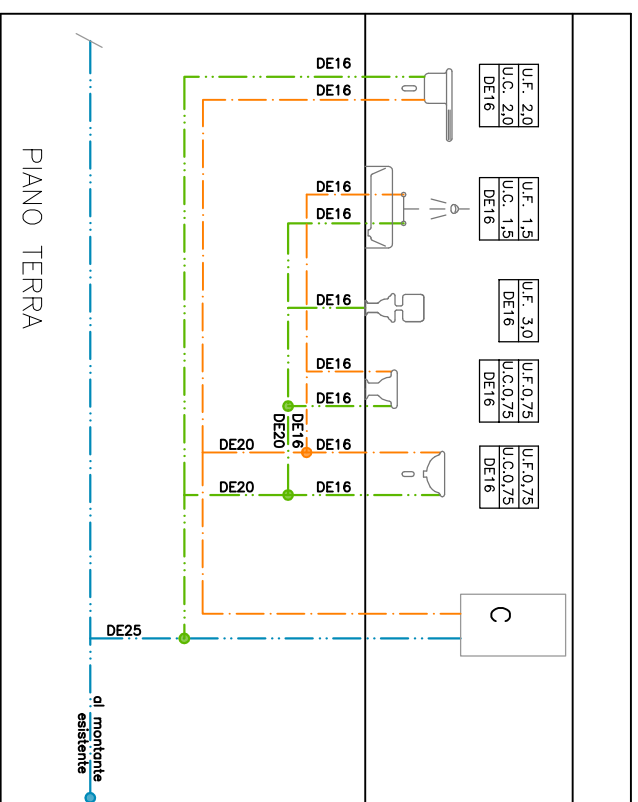 U.F. 2,0
U.C. 2,0
DE16
U.F. 1,5
U.C. 1,5
DE16
U.F. 3,0
DE16
U.F.0,75
U.C.0,75
DE16
U.F.0,75
U.C.0,75
DE16
C
DE16
DE16
DE16
DE16
DE16
DE16
DE16
DE16
DE20
DE20
DE16
DE20
DE16
DE25
al montante
esistente
PIANO TERRA